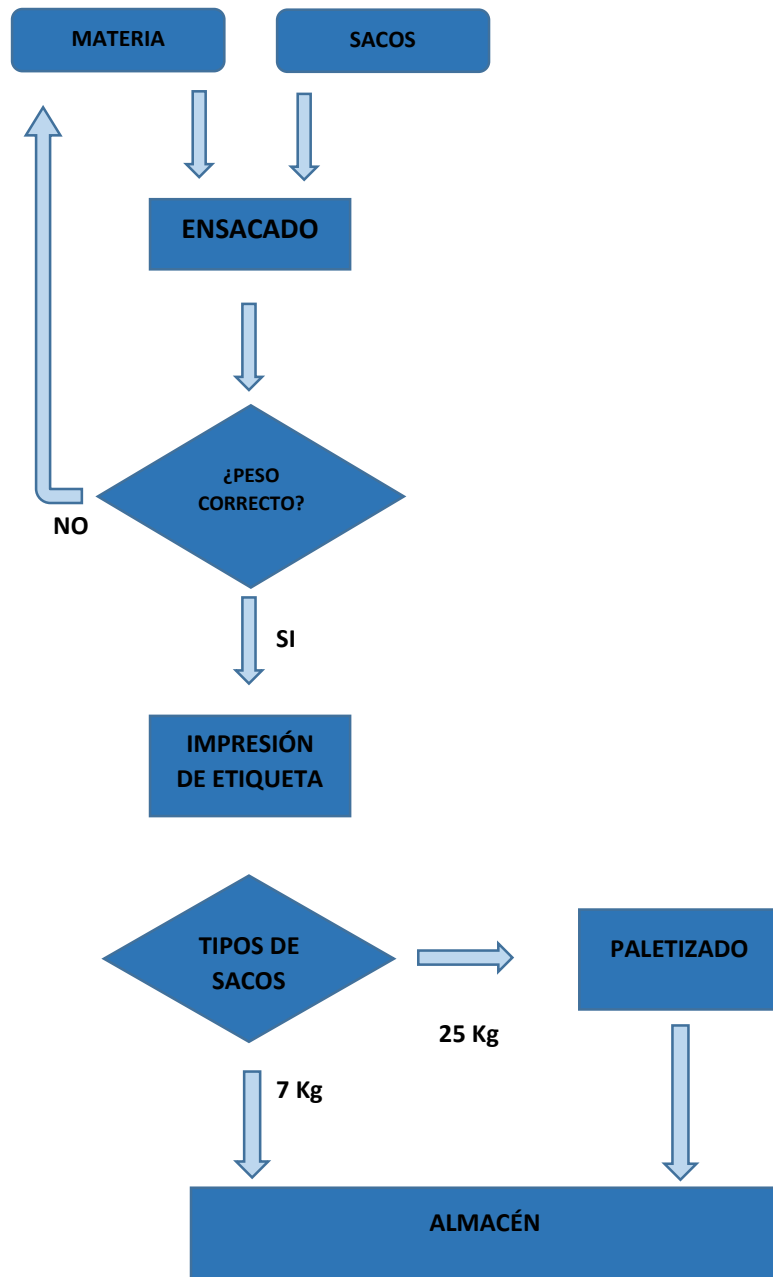 MATERIA
SACOS
ENSACADO
¿PESO
CORRECTO?
NO
SI
IMPRESIÓN
DE ETIQUETA
TIPOS DE
SACOS
PALETIZADO
25 Kg
7 Kg
ALMACÉN